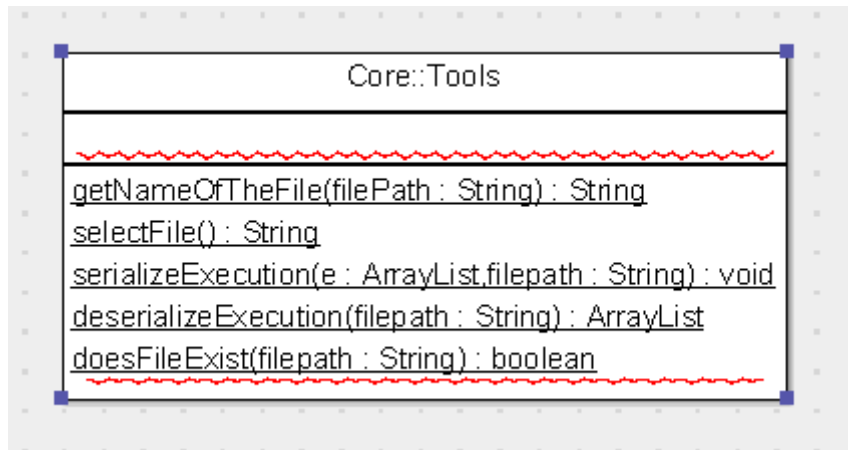 Core::Tools
getNameOfTheFile(filePath : String) : String
selectFile() : String
serializeExecution(e : ArrayList,filepath : String) : void
deserializeExecution(filepath : String) : ArrayList
doesFileExist(filepath : String) : boolean